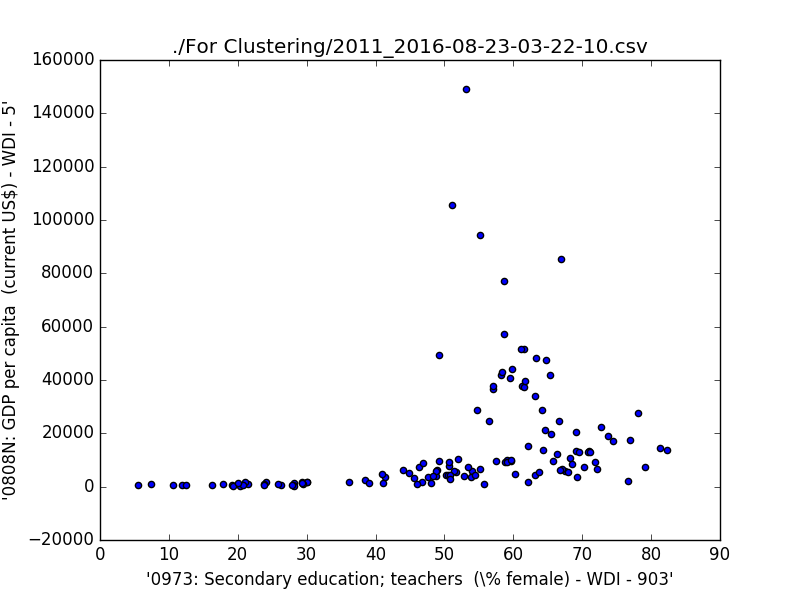 ./For Clustering/2011_2016-08-23-03-22-10.csv
160000
140000
120000
100000
80000
60000
40000
20000
0
−20000
'0808N: GDP per capita  (current US$) - WDI - 5'
0 10 20 30 40 50 60 70 80 90
'0973: Secondary education; teachers  (\% female) - WDI - 903'